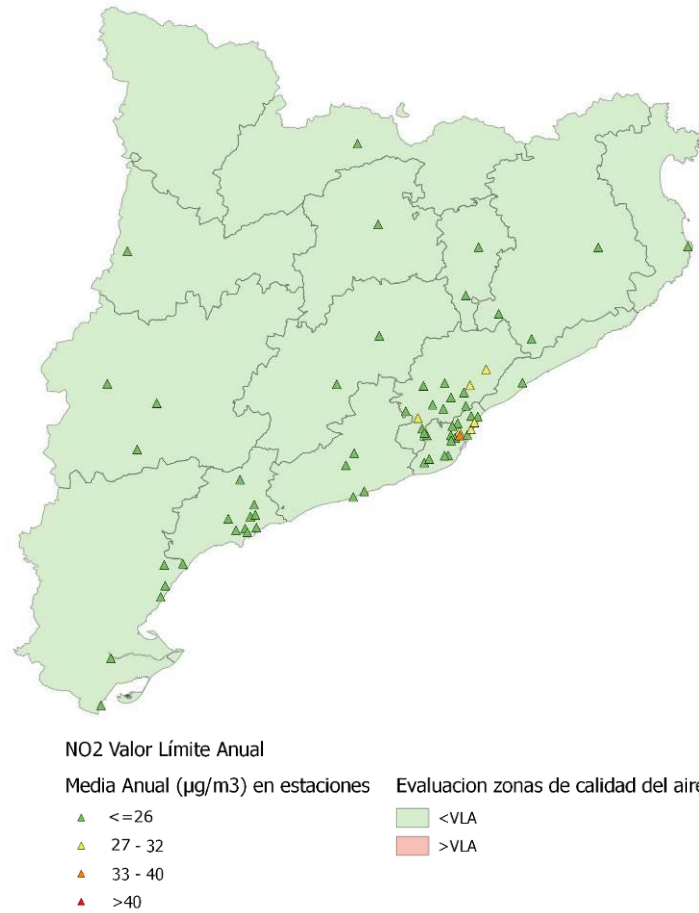 NO2 Valor Límite Anual
Media Anual (µg/m3) en estaciones
<=26
27 - 32
33 - 40
>40
Evaluacion zonas de calidad del aire
<VLA
>VLA